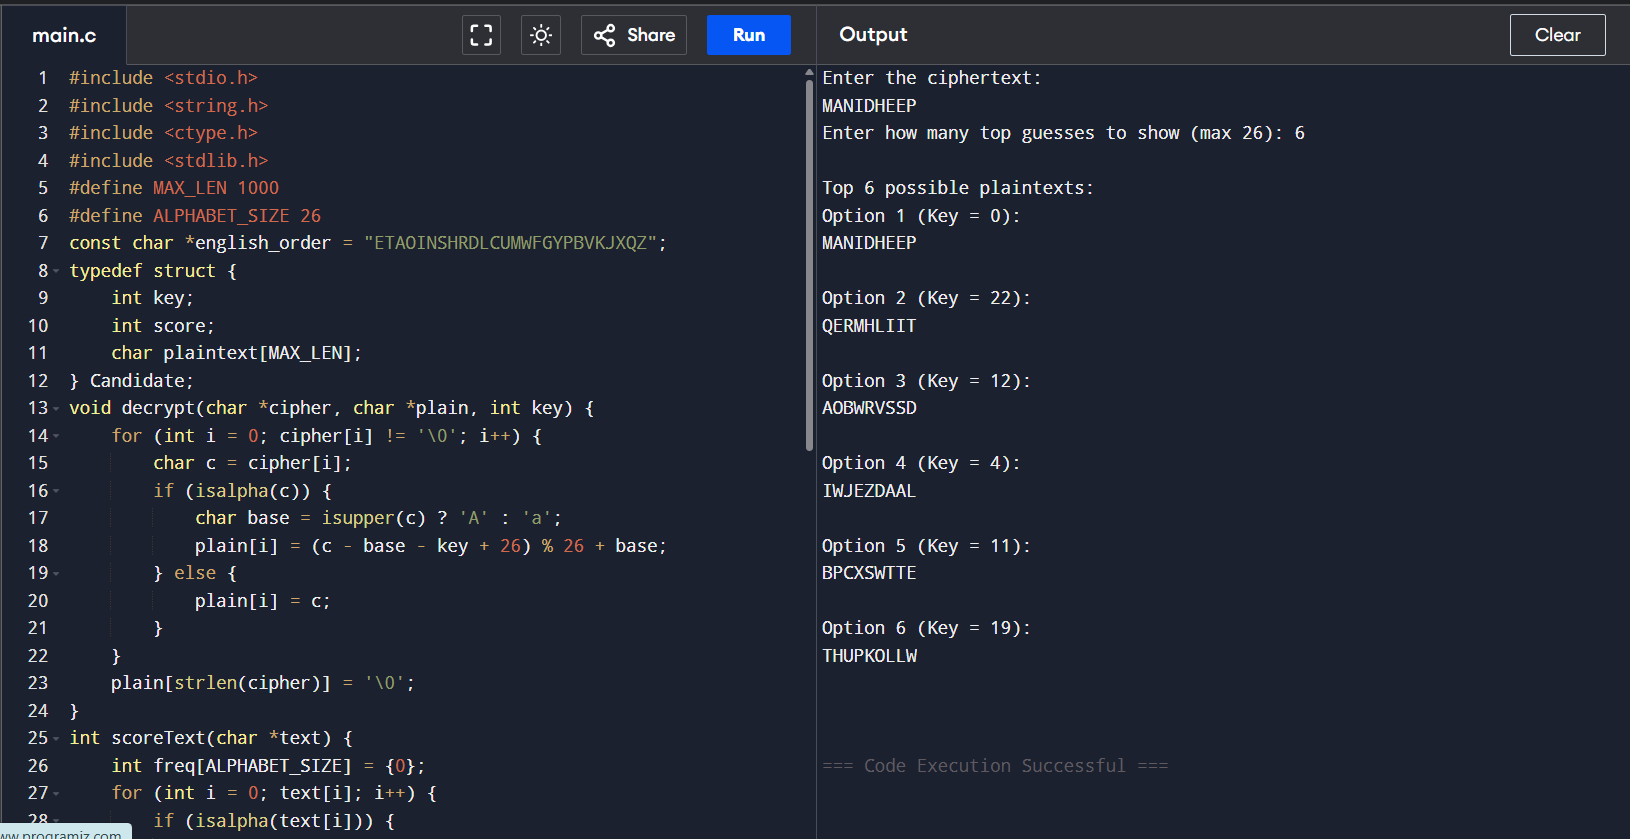 main.c
Share
Run
Output
Clear
1 #include <stdio.h>
2 #include <string.h>
3 #include <ctype.h>
4 #include <stdlib.h>
5 #define MAX_LEN 1000
6 #define ALPHABET_SIZE 26
7 const char *english_order = "ETAOINSHRDLCUMWFGYPBVKJXQZ";
8 typedef struct {
9     int key;
10     int score;
11     char plaintext[MAX_LEN];
12 } Candidate;
13 void decrypt(char *cipher, char *plain, int key) {
14     for (int i = 0; cipher[i] != '\0'; i++) {
15         char c = cipher[i];
16         if (isalpha(c)) {
17             char base = isupper(c) ? 'A' : 'a';
18             plain[i] = (c - base - key + 26) % 26 + base;
19         } else {
20             plain[i] = c;
21         }
22     }
23     plain[strlen(cipher)] = '\0';
24 }
25 int scoreText(char *text) {
26     int freq[ALPHABET_SIZE] = {0};
27     for (int i = 0; text[i]; i++) {
28         if (isalpha(text[i])) {
Enter the ciphertext:
MANIDHEEP
Enter how many top guesses to show (max 26): 6
Top 6 possible plaintexts:
Option 1 (Key = 0):
MANIDHEEP
Option 2 (Key = 22):
QERMHLIIT
Option 3 (Key = 12):
AOBWRVSSD
Option 4 (Key = 4):
IWJEZDAAL
Option 5 (Key = 11):
BPCXSWTTE
Option 6 (Key = 19):
THUPKOLLW
=== Code Execution Successful ===